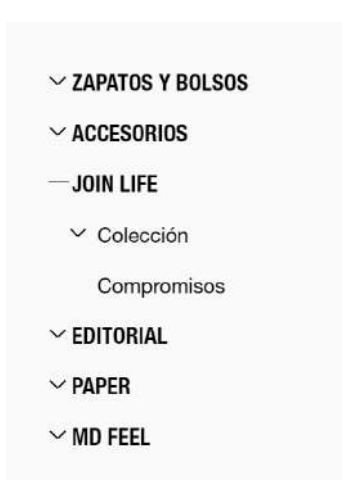 ZAPATOS Y BOLSOS
ACCESORIOS
JOIN LIFE
Colección
Compromisos
EDITORIAL
PAPER
MD FEEL